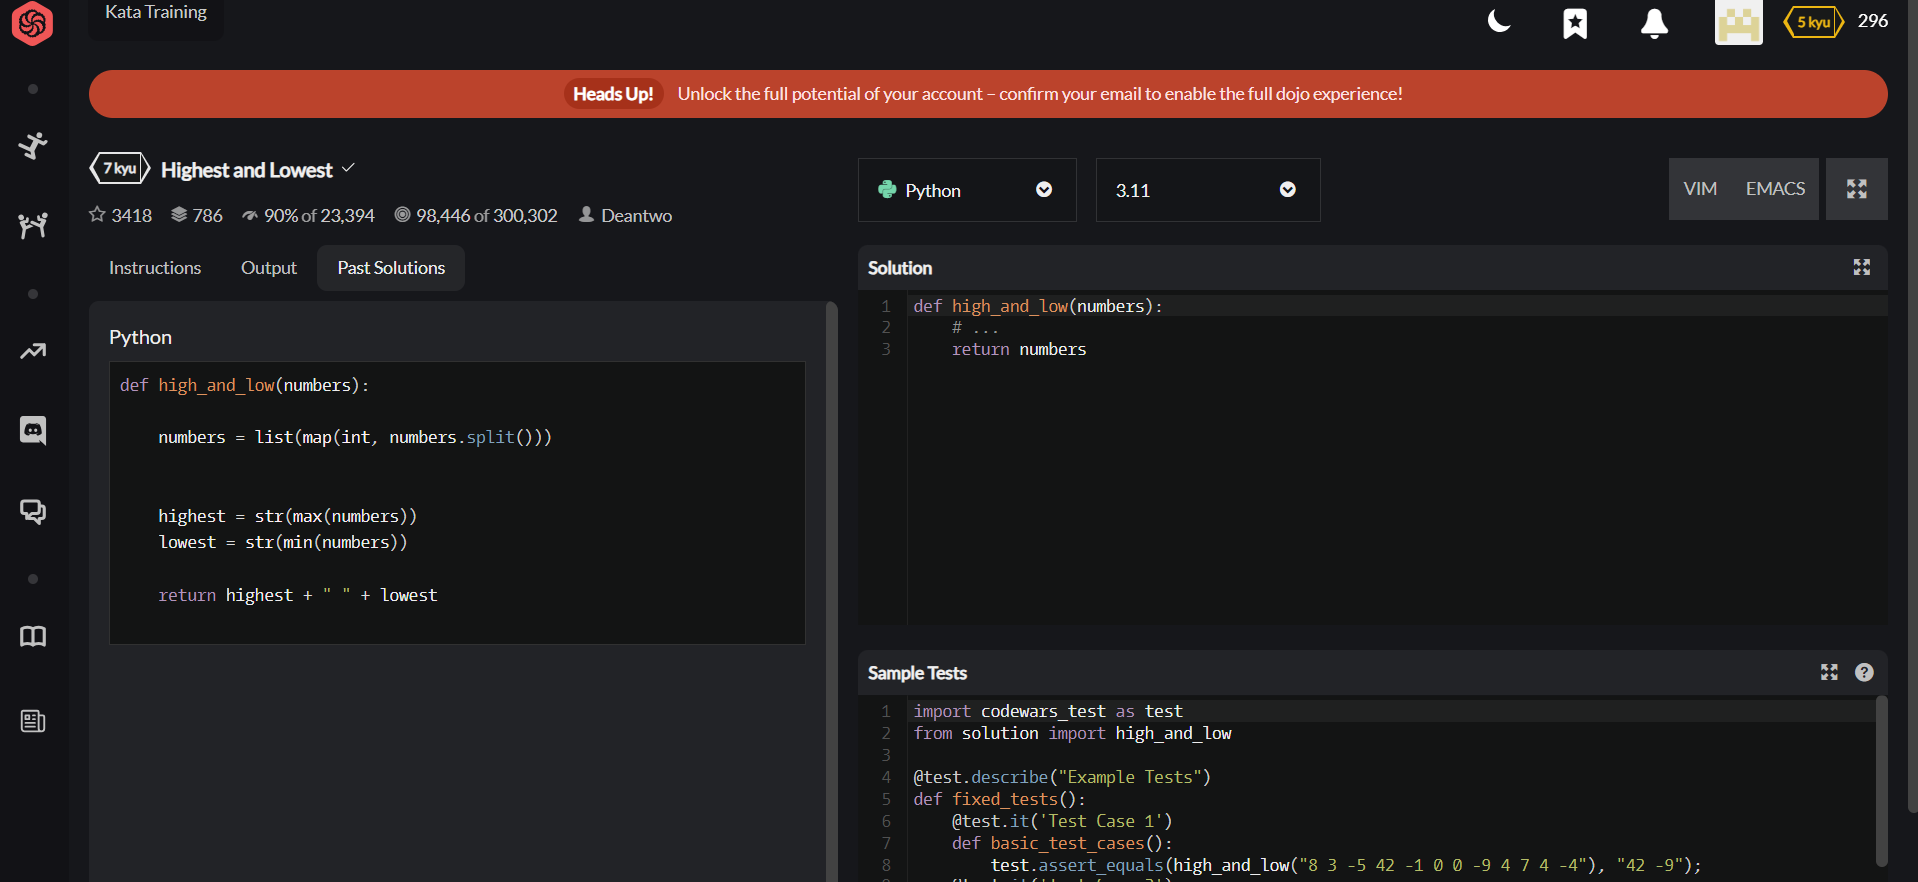 Kata Training
5 kyu
296
Heads Up! Unlock the full potential of your account – confirm your email to enable the full dojo experience!
7 kyu Highest and Lowest
3418 786 90% of 23,394 98,446 of 300,302 Deantwo
Instructions Output Past Solutions
Python
def high_and_low(numbers):
    numbers = list(map(int, numbers.split()))
    highest = str(max(numbers))
    lowest = str(min(numbers))
    return highest + " " + lowest
Python 3.11 VIM EMACS
Solution
1 def high_and_low(numbers):
2     # ...
3     return numbers
Sample Tests
1 import codewars_test as test
2 from solution import high_and_low
3
4 @test.describe("Example Tests")
5 def fixed_tests():
6     @test.it('Test Case 1')
7     def basic_test_cases():
8         test.assert_equals(high_and_low("8 3 -5 42 -1 0 0 -9 4 7 4 -4"), "42 -9");